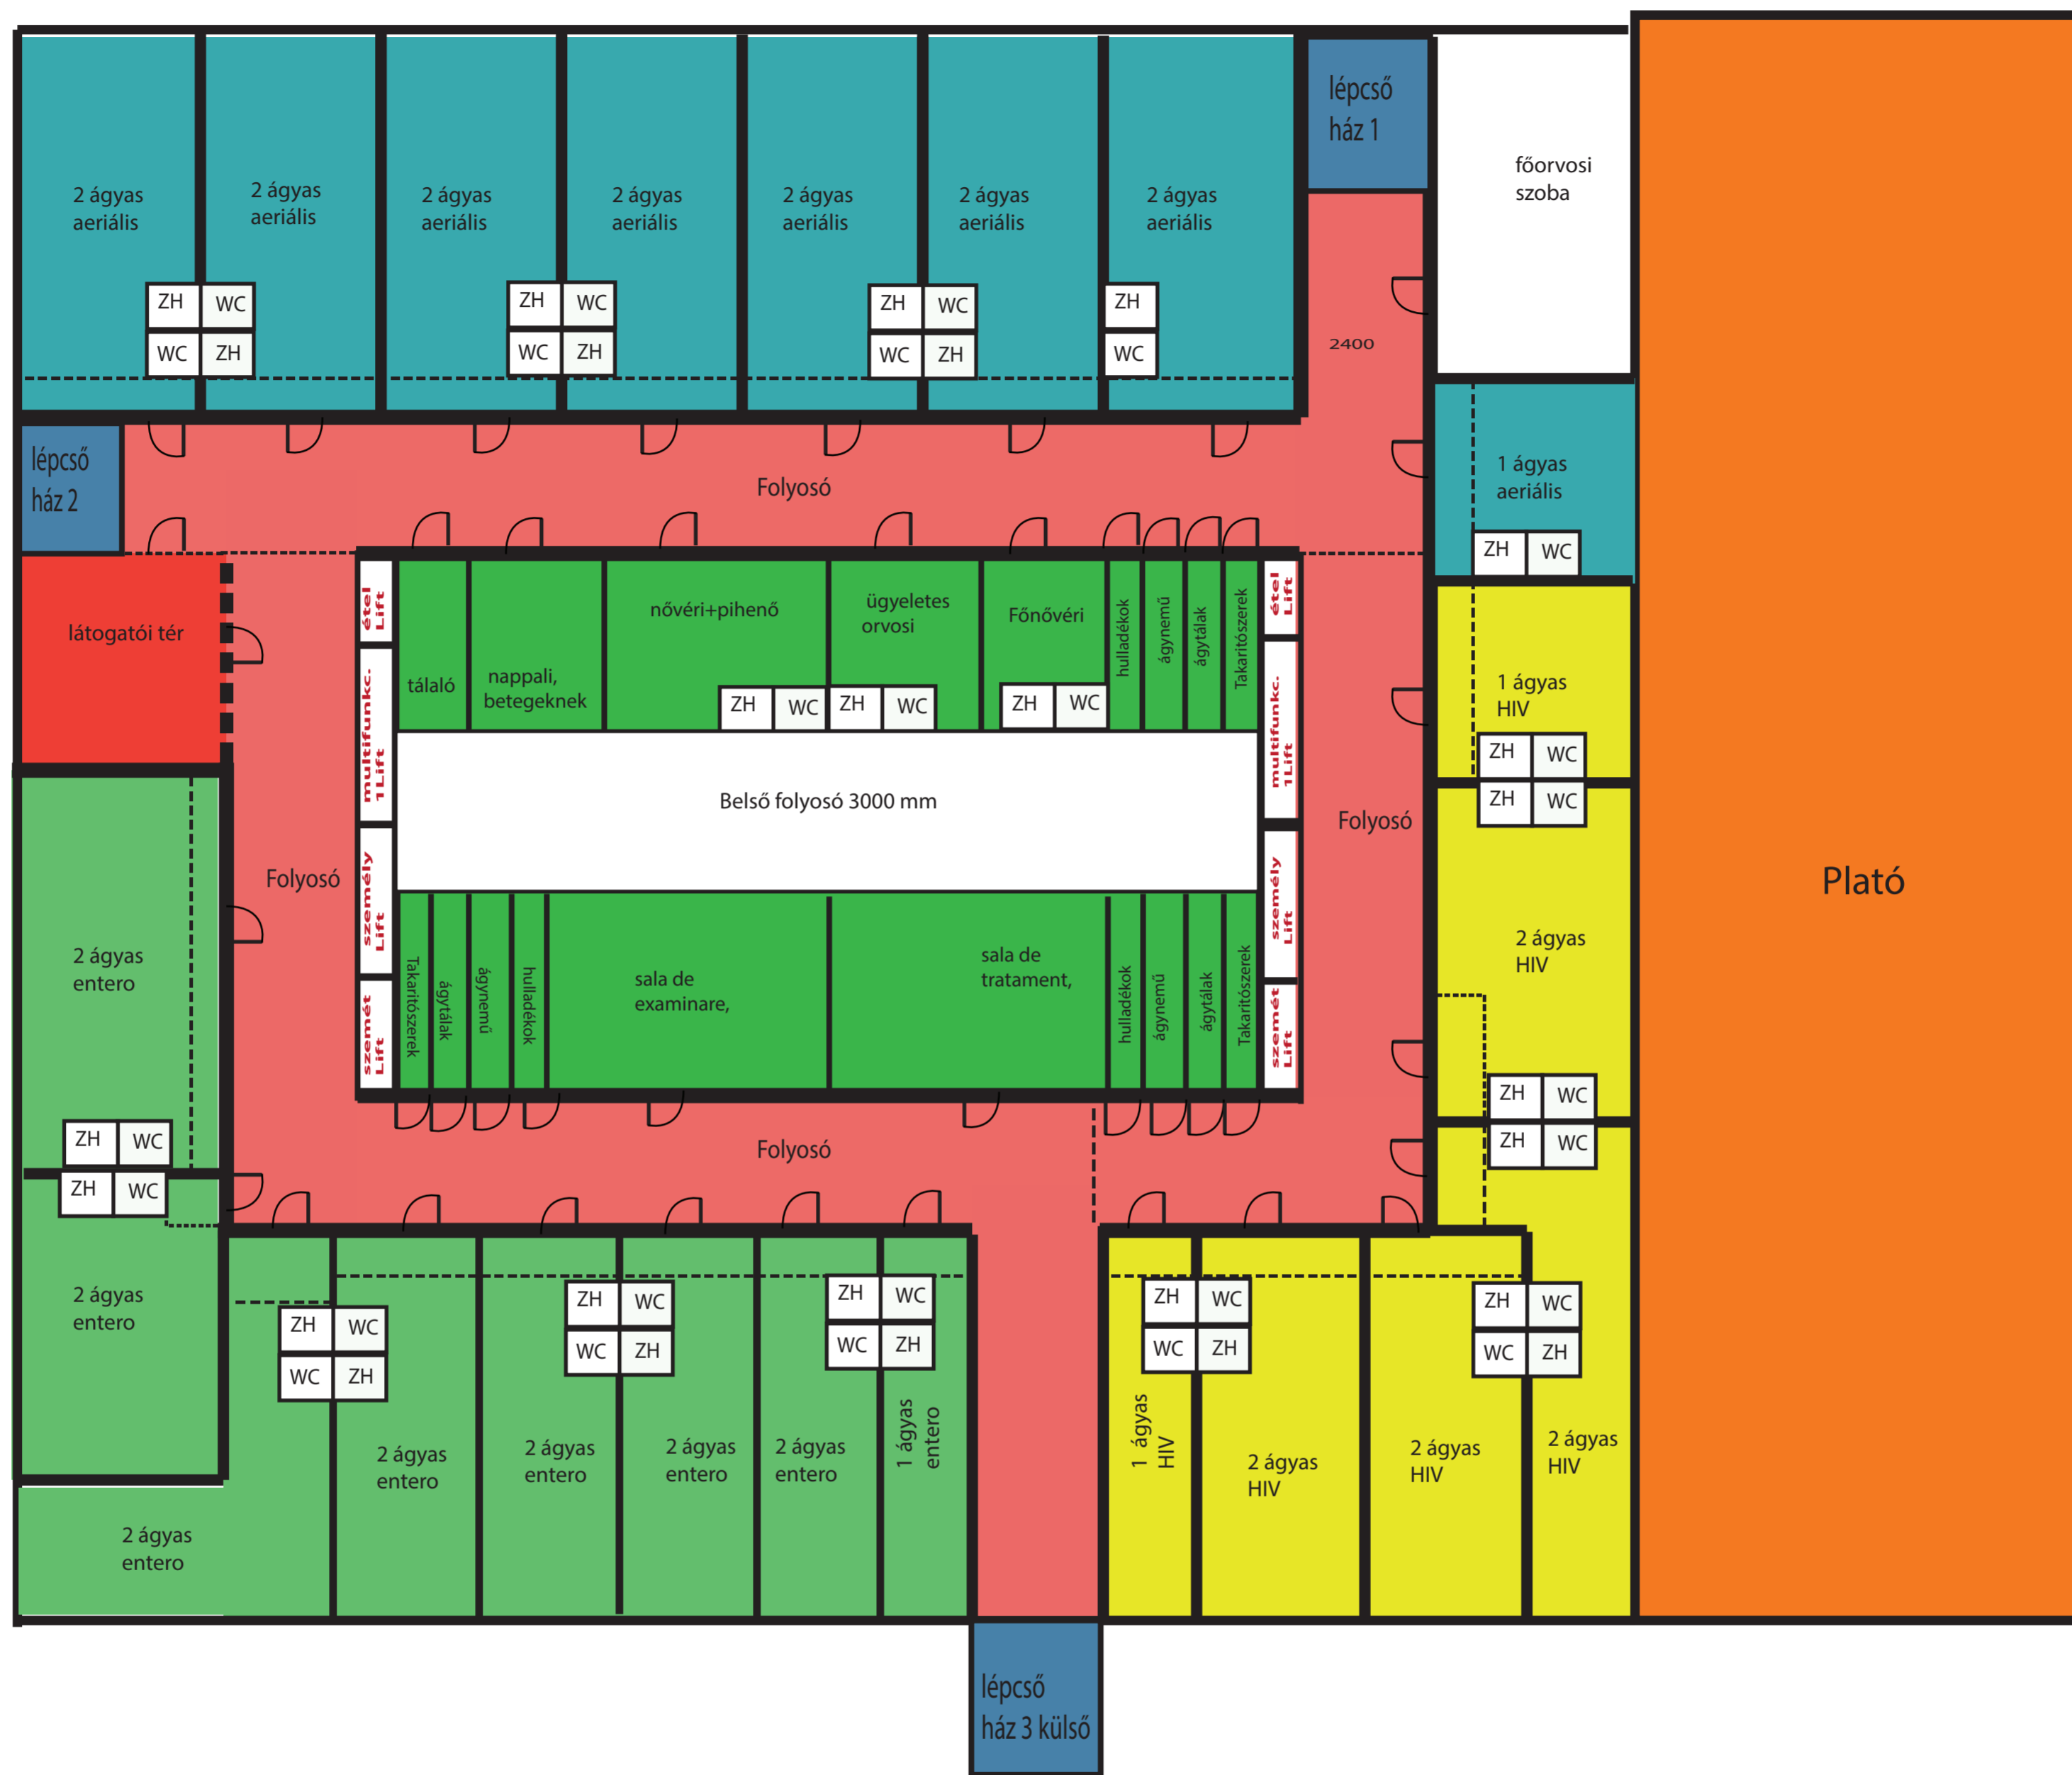 lépcső
ház 1
főorvosi
szoba
2 ágyas
aeriális
2 ágyas
aeriális
2 ágyas
aeriális
2 ágyas
aeriális
2 ágyas
aeriális
2 ágyas
aeriális
2 ágyas
aeriális
ZH WC
WC ZH
ZH WC
WC ZH
ZH WC
WC ZH
ZH
WC
2400
lépcső
ház 2
Folyosó
1 ágyas
aeriális
ZH WC
látogatói tér
étel
Lift
multifunkc.
1Lift
személy
Lift
szemét
Lift
tálaló
nappali,
betegeknek
nővéri+pihenő
ZH WC
ügyeletes
orvosi
ZH WC
Főnővéri
ZH WC
hulladékok
ágynemű
ágytálak
Takaritószerek
étel
Lift
multifunkc.
1Lift
személy
Lift
szemét
Lift
1 ágyas
HIV
ZH WC
ZH WC
Belső folyosó 3000 mm
Folyosó
Folyosó
Plató
2 ágyas
HIV
2 ágyas
entero
Takaritószerek
ágytálak
ágynemű
hulladékok
sala de
examinare,
sala de
tratament,
hulladékok
ágynemű
ágytálak
Takaritószerek
ZH WC
ZH WC
ZH WC
ZH WC
Folyosó
2 ágyas
entero
ZH WC
WC ZH
ZH WC
WC ZH
ZH WC
WC ZH
ZH WC
WC ZH
ZH WC
WC ZH
2 ágyas
entero
2 ágyas
entero
2 ágyas
entero
2 ágyas
entero
1 ágyas
entero
1 ágyas
HIV
2 ágyas
HIV
2 ágyas
HIV
2 ágyas
HIV
2 ágyas
entero
lépcső
ház 3 külső